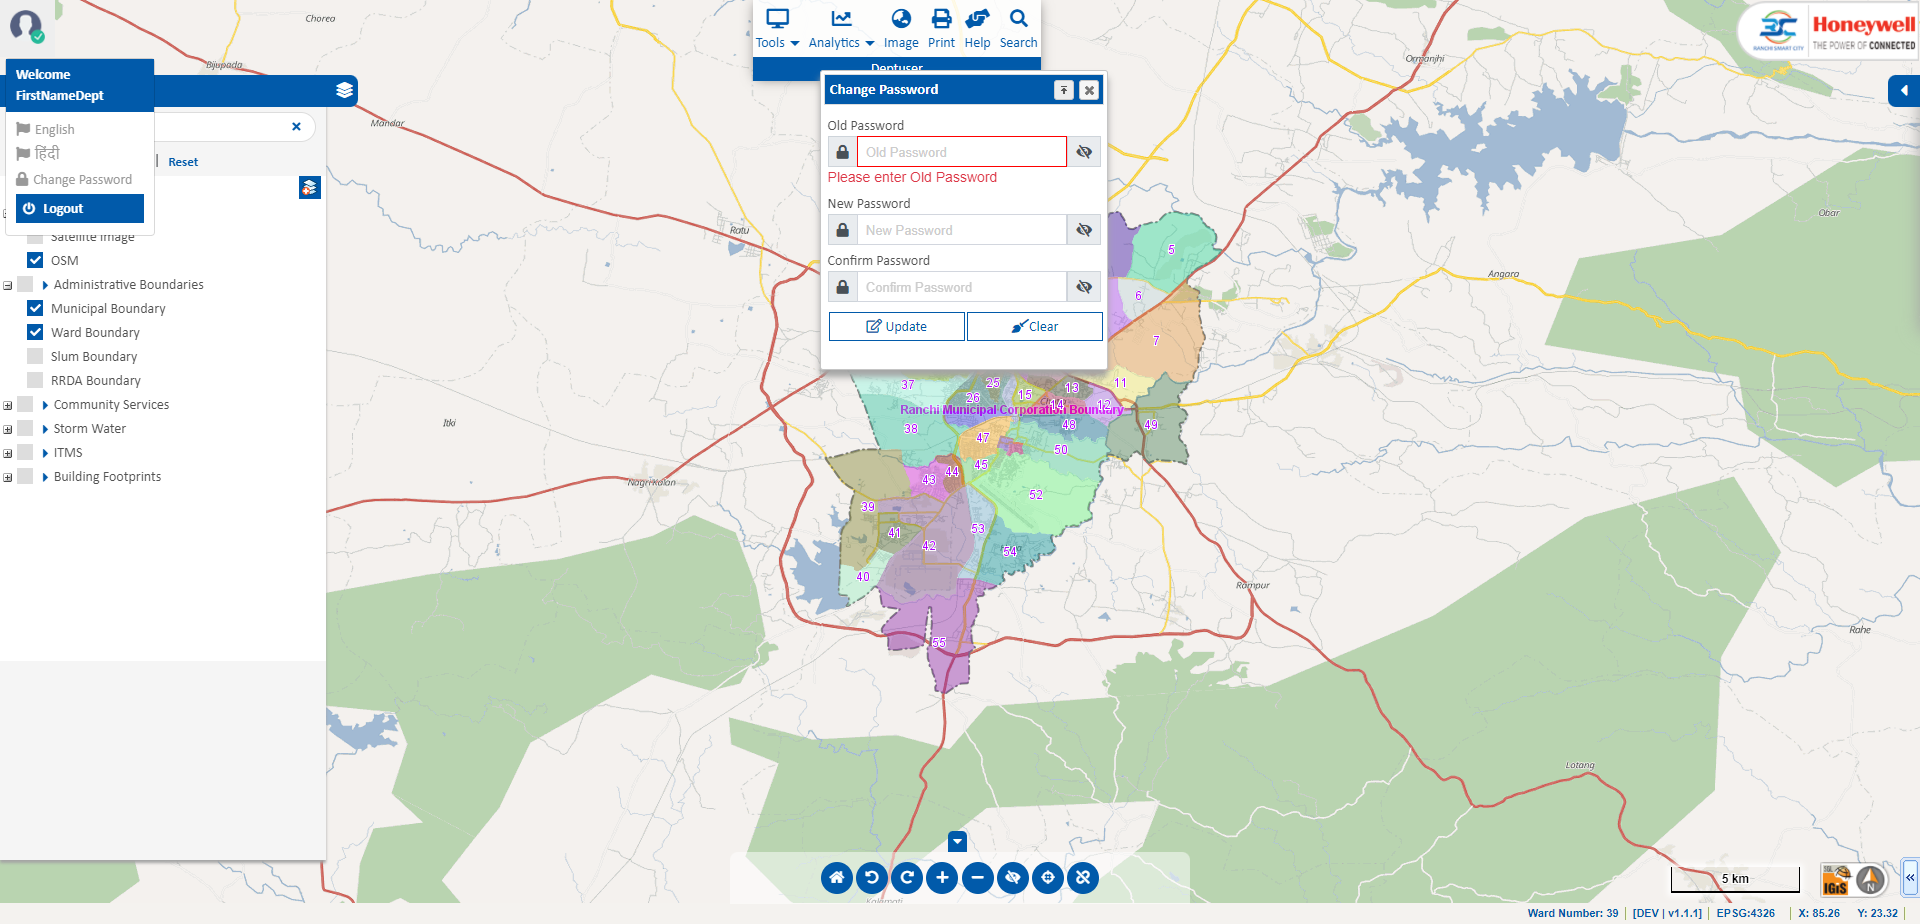 Welcome
FirstNameDept
English
हिंदी
Change Password
Logout
Reset
Satellite Image
OSM
Administrative Boundaries
Municipal Boundary
Ward Boundary
Slum Boundary
RRDA Boundary
Community Services
Storm Water
ITMS
Building Footprints
Tools
Analytics
Image
Print
Help
Search
Deptuser
Change Password
Old Password
Old Password
Please enter Old Password
New Password
New Password
Confirm Password
Confirm Password
Update
Clear
RANCHI SMART CITY
Honeywell
THE POWER OF CONNECTED
Chorea
Bijupada
Mandar
Ratu
Itki
Nagri Kalan
Ormanjhi
Obar
Angara
Rampur
Rahe
Lotang
Kalamati
5
6
7
37
25
15
13
11
26
14
12
Ranchi Municipal Corporation Boundary
38
48
49
47
50
45
44
43
52
39
53
41
42
54
40
55
5 km
IGiS
N
Ward Number: 39
[DEV | v1.1.1]
EPSG:4326
X: 85.26
Y: 23.32